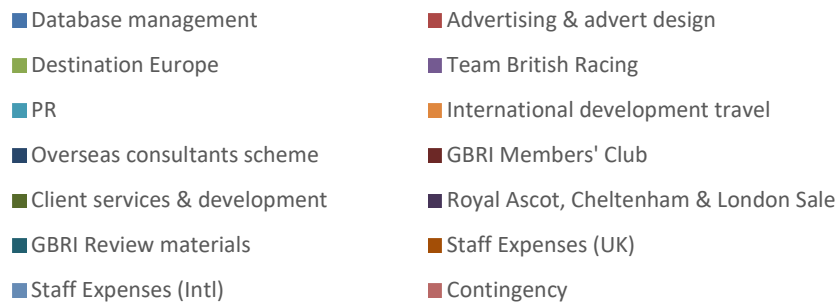 Database management
Advertising & advert design
Destination Europe
Team British Racing
PR
International development travel
Overseas consultants scheme
GBRI Members' Club
Client services & development
Royal Ascot, Cheltenham & London Sale
GBRI Review materials
Staff Expenses (UK)
Staff Expenses (Intl)
Contingency